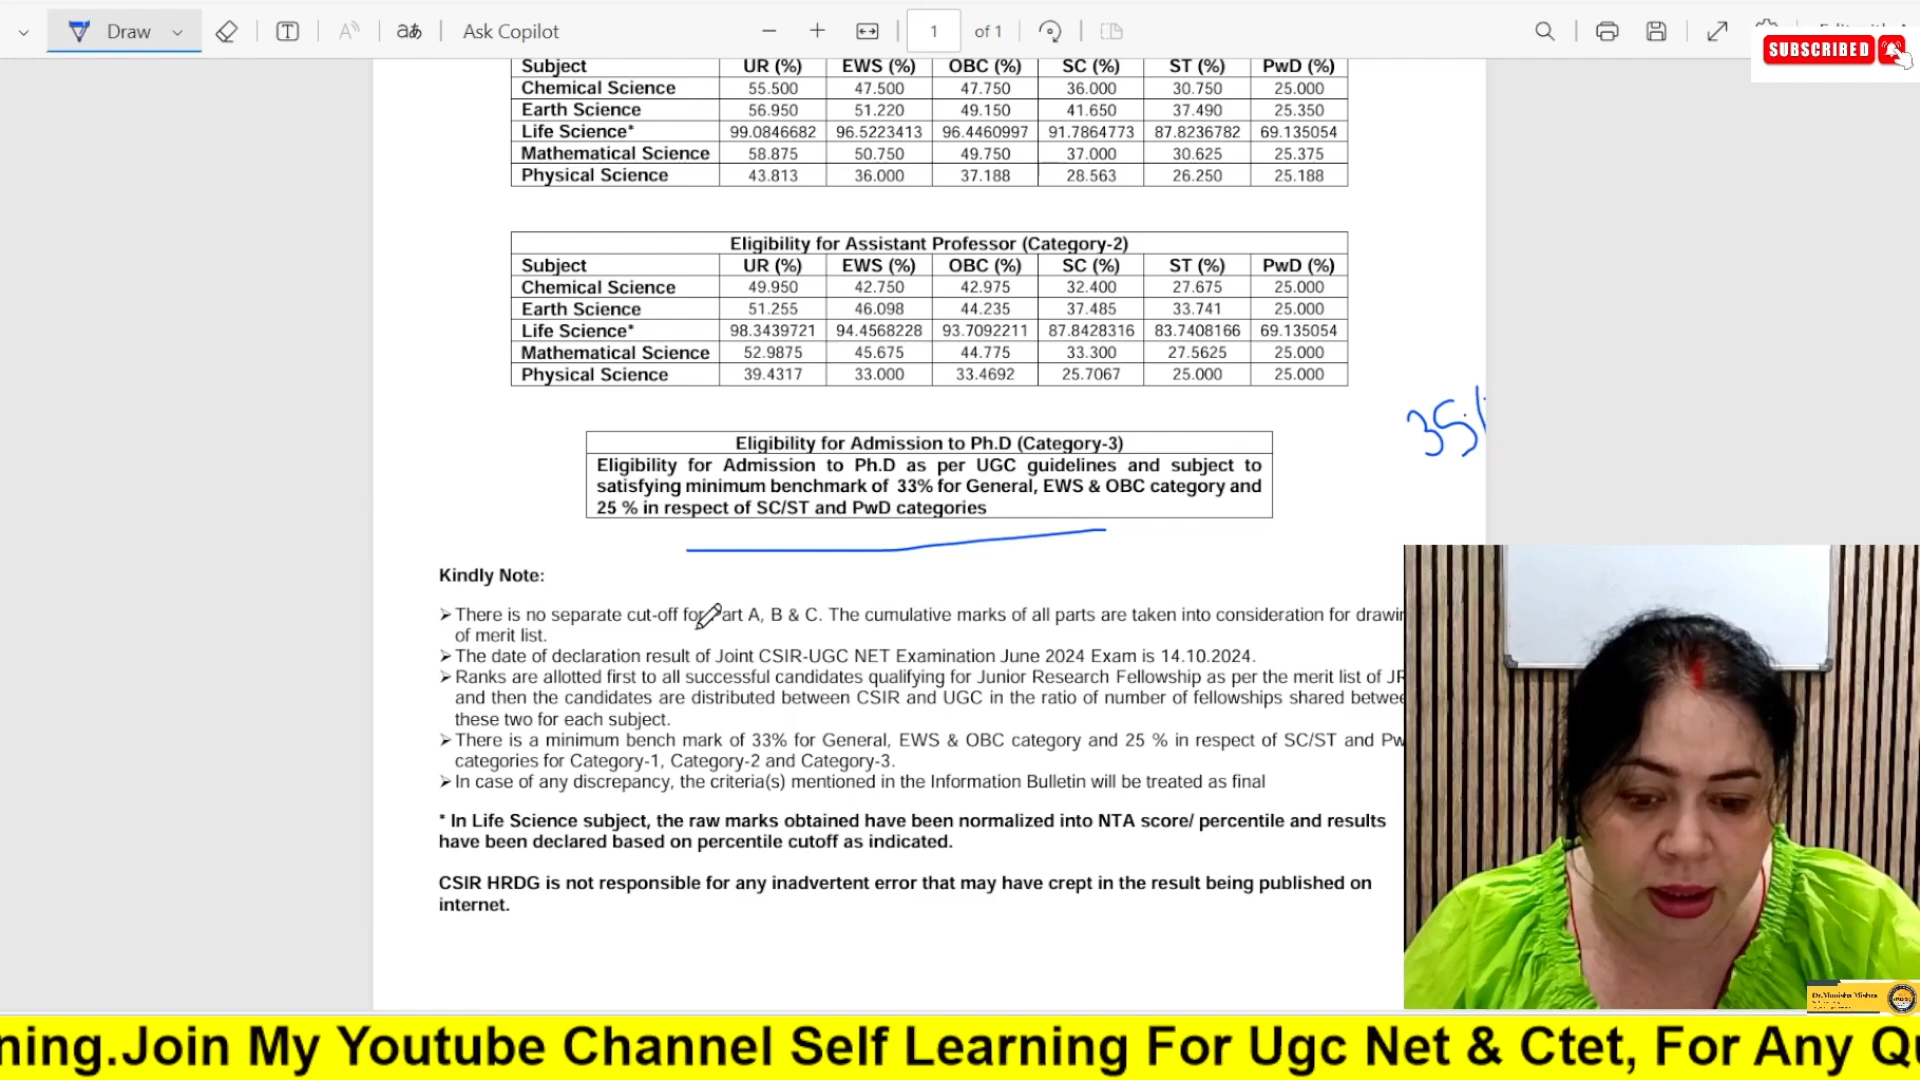 Draw
Ask Copilot
1 of 1
SUBSCRIBED
Subject UR (%) EWS (%) OBC (%) SC (%) ST (%) PwD (%)
Chemical Science 55.500 47.500 47.750 36.000 30.750 25.000
Earth Science 56.950 51.220 49.150 41.650 37.490 25.350
Life Science* 99.0846682 96.5223413 96.4460997 91.7864773 87.8236782 69.135054
Mathematical Science 58.875 50.750 49.750 37.000 30.625 25.375
Physical Science 43.813 36.000 37.188 28.563 26.250 25.188
Eligibility for Assistant Professor (Category-2)
Subject UR (%) EWS (%) OBC (%) SC (%) ST (%) PwD (%)
Chemical Science 49.950 42.750 42.975 32.400 27.675 25.000
Earth Science 51.255 46.098 44.235 37.485 33.741 25.000
Life Science* 98.3439721 94.4568228 93.7092211 87.8428316 83.7408166 69.135054
Mathematical Science 52.9875 45.675 44.775 33.300 27.5625 25.000
Physical Science 39.4317 33.000 33.4692 25.7067 25.000 25.000
35
Eligibility for Admission to Ph.D (Category-3)
Eligibility for Admission to Ph.D as per UGC guidelines and subject to
satisfying minimum benchmark of 33% for General, EWS & OBC category and
25 % in respect of SC/ST and PwD categories
Kindly Note:
➢ There is no separate cut-off for Part A, B & C. The cumulative marks of all parts are taken into consideration for drawin
of merit list.
➢ The date of declaration result of Joint CSIR-UGC NET Examination June 2024 Exam is 14.10.2024.
➢ Ranks are allotted first to all successful candidates qualifying for Junior Research Fellowship as per the merit list of JR
and then the candidates are distributed between CSIR and UGC in the ratio of number of fellowships shared betwee
these two for each subject.
➢ There is a minimum bench mark of 33% for General, EWS & OBC category and 25 % in respect of SC/ST and Pw
categories for Category-1, Category-2 and Category-3.
➢ In case of any discrepancy, the criteria(s) mentioned in the Information Bulletin will be treated as final
* In Life Science subject, the raw marks obtained have been normalized into NTA score/ percentile and results
have been declared based on percentile cutoff as indicated.
CSIR HRDG is not responsible for any inadvertent error that may have crept in the result being published on
internet.
ning.Join My Youtube Channel Self Learning For Ugc Net & Ctet, For Any Qu